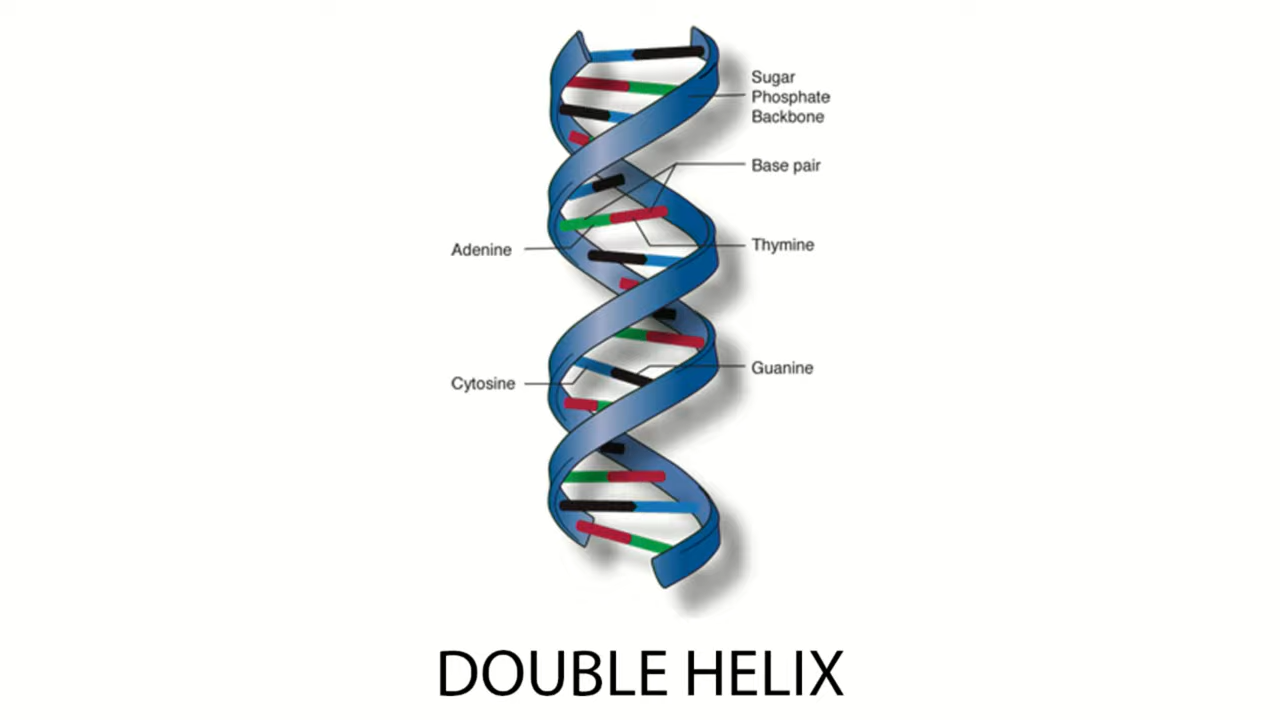 Sugar
Phosphate
Backbone
Base pair
Adenine
Thymine
Cytosine
Guanine
DOUBLE HELIX